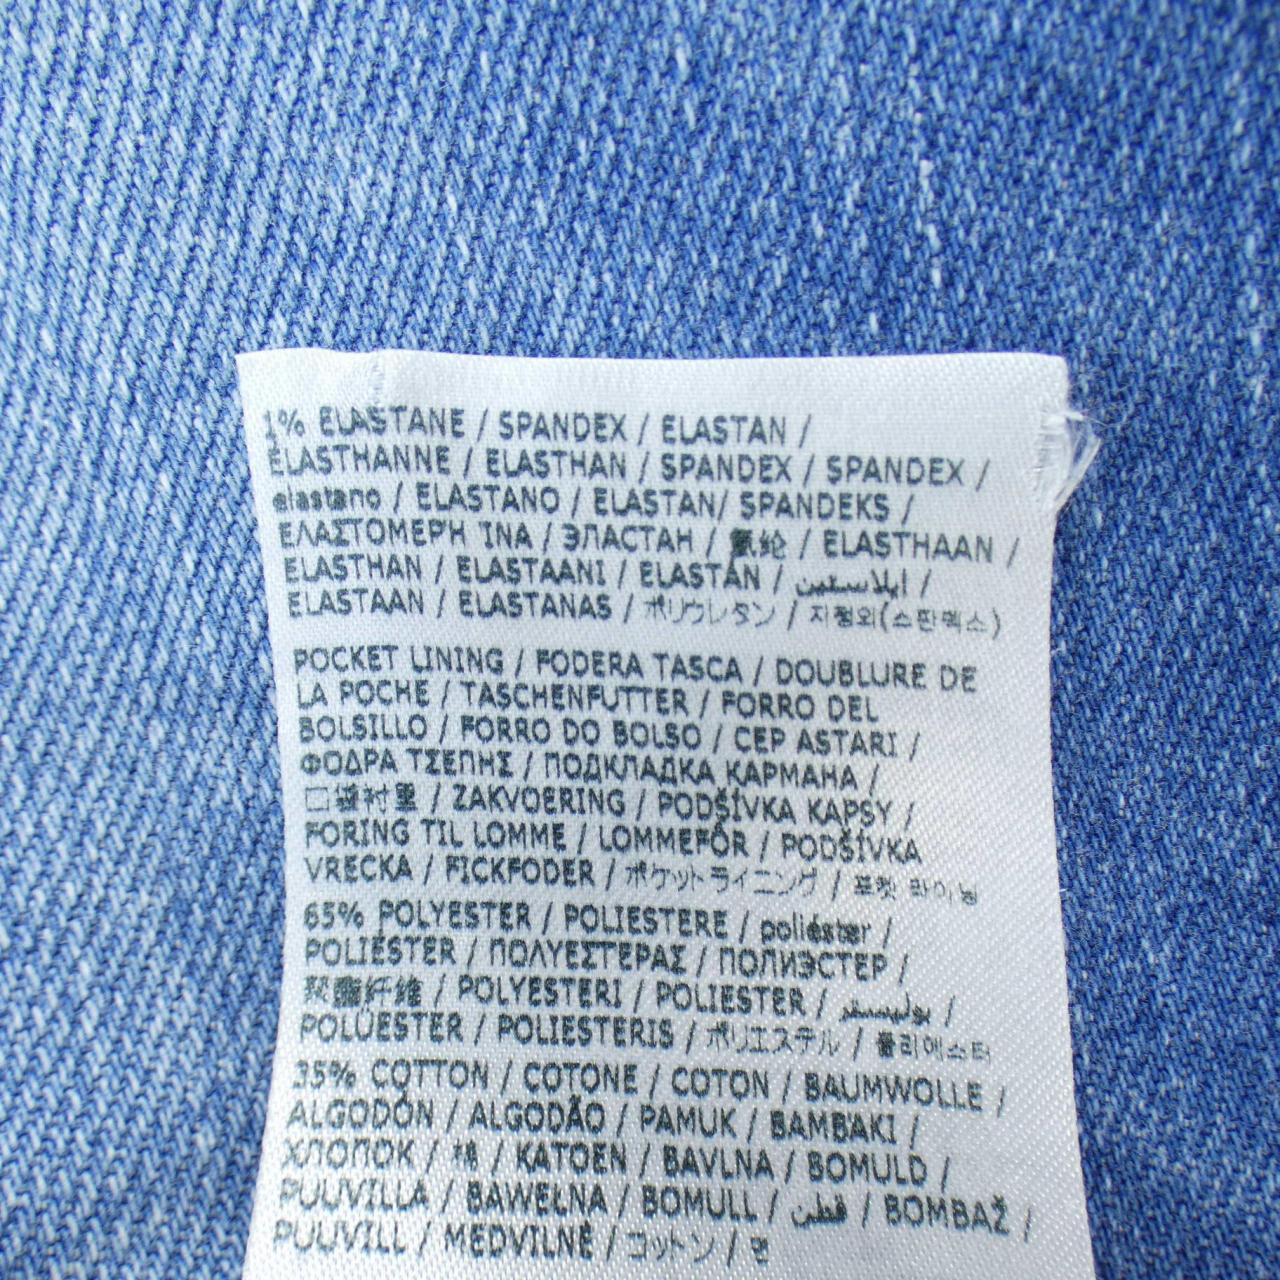 1% ELASTANE / SPANDEX / ELASTAN /
ELASTHANNE / ELASTHAN / SPANDEX / SPANDEX /
elastano / ELASTANO / ELASTAN/ SPANDEKS /
ΕΛΑΣΤΟΜΕΡΗ ΊΝΑ / ЭЛАСТАН / 氨纶 / ELASTHAAN /
ELASTHAN / ELASTAANI / ELASTAN / ايلاستين /
ELASTAAN / ELASTANAS / ポリウレタン / 지정외(스판덱스)
POCKET LINING / FODERA TASCA / DOUBLURE DE
LA POCHE / TASCHENFUTTER / FORRO DEL
BOLSILLO / FORRO DO BOLSO / CEP ASTARI /
ΦΟΔΡΑ ΤΣΕΠΗΣ / ПОДКЛАДКА КАРМАНА /
口袋衬里 / ZAKVOERING / PODŠÍVKA KAPSY /
FORING TIL LOMME / LOMMEFÔR / PODŠÍVKA
VRECKA / FICKFODER / ポケットライニング / 포켓 라이닝
65% POLYESTER / POLIESTERE / poliéster /
POLIÉSTER / ΠΟΛΥΕΣΤΕΡΑΣ / ПОЛИЭСТЕР /
聚酯纤维 / POLYESTERI / POLIESTER / بوليستر /
POLÜESTER / POLIESTERIS / ポリエステル / 폴리에스터
35% COTTON / COTONE / COTON / BAUMWOLLE /
ALGODÓN / ALGODÃO / PAMUK / BAMBAKI /
ХЛОПОК / 棉 / KATOEN / BAVLNA / BOMULD /
PUUVILLA / BAWEŁNA / BOMULL / قطن / BOMBAŽ /
PUUVILL / MEDVILNĖ / コットン / 면